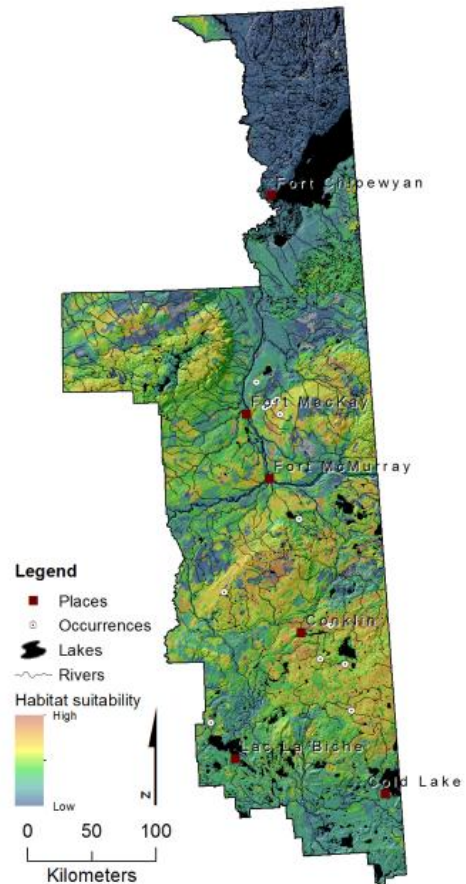 Fort Chipewyan
Fort MacKay
Fort McMurray
Conklin
Lac La Biche
Cold Lake
Legend
Places
Occurrences
Lakes
Rivers
Habitat suitability
High
Low
N
0 50 100
Kilometers